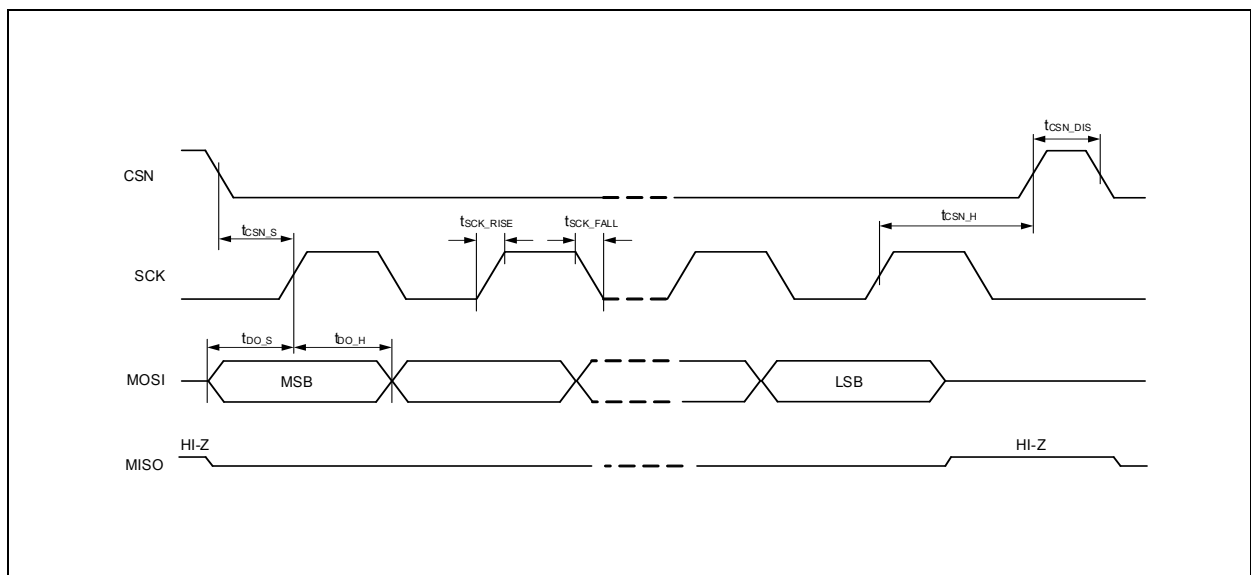 tCSN_DIS
CSN
tCSN_H
tSCK_RISE
tSCK_FALL
tCSN_S
SCK
tDO_S
tDO_H
MOSI
MSB
LSB
HI-Z
HI-Z
MISO